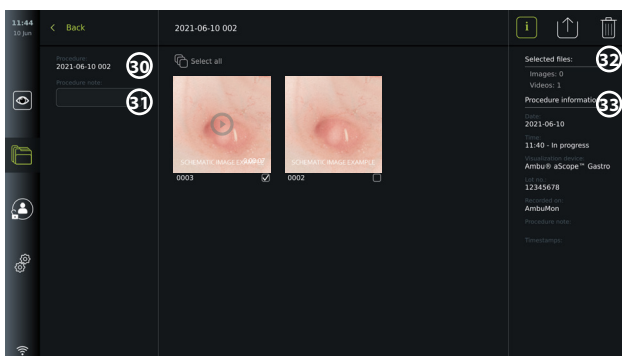 11:44
10 Jun
Back
2021-06-10 002
Procedure:
2021-06-10 002
30
Procedure note:
31
Select all
SCHEMATIC IMAGE EXAMPLE
0003
SCHEMATIC IMAGE EXAMPLE
0002
i
Selected files:
32
Images: 0
Videos: 1
Procedure information
33
Date:
2021-06-10
Time:
11:40 - In progress
Visualization device:
Ambu® aScope™ Gastro
Lot no.:
12345678
Recorded on:
AmbuMon
Procedure note:
Timestamps: